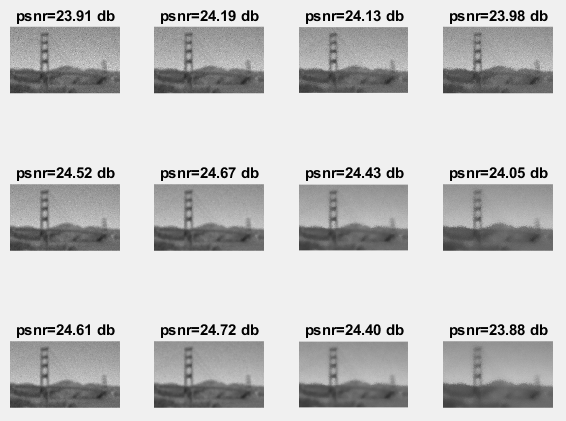 psnr=23.91 db psnr=24.19 db psnr=24.13 db psnr=23.98 db
psnr=24.52 db psnr=24.67 db psnr=24.43 db psnr=24.05 db
psnr=24.61 db psnr=24.72 db psnr=24.40 db psnr=23.88 db